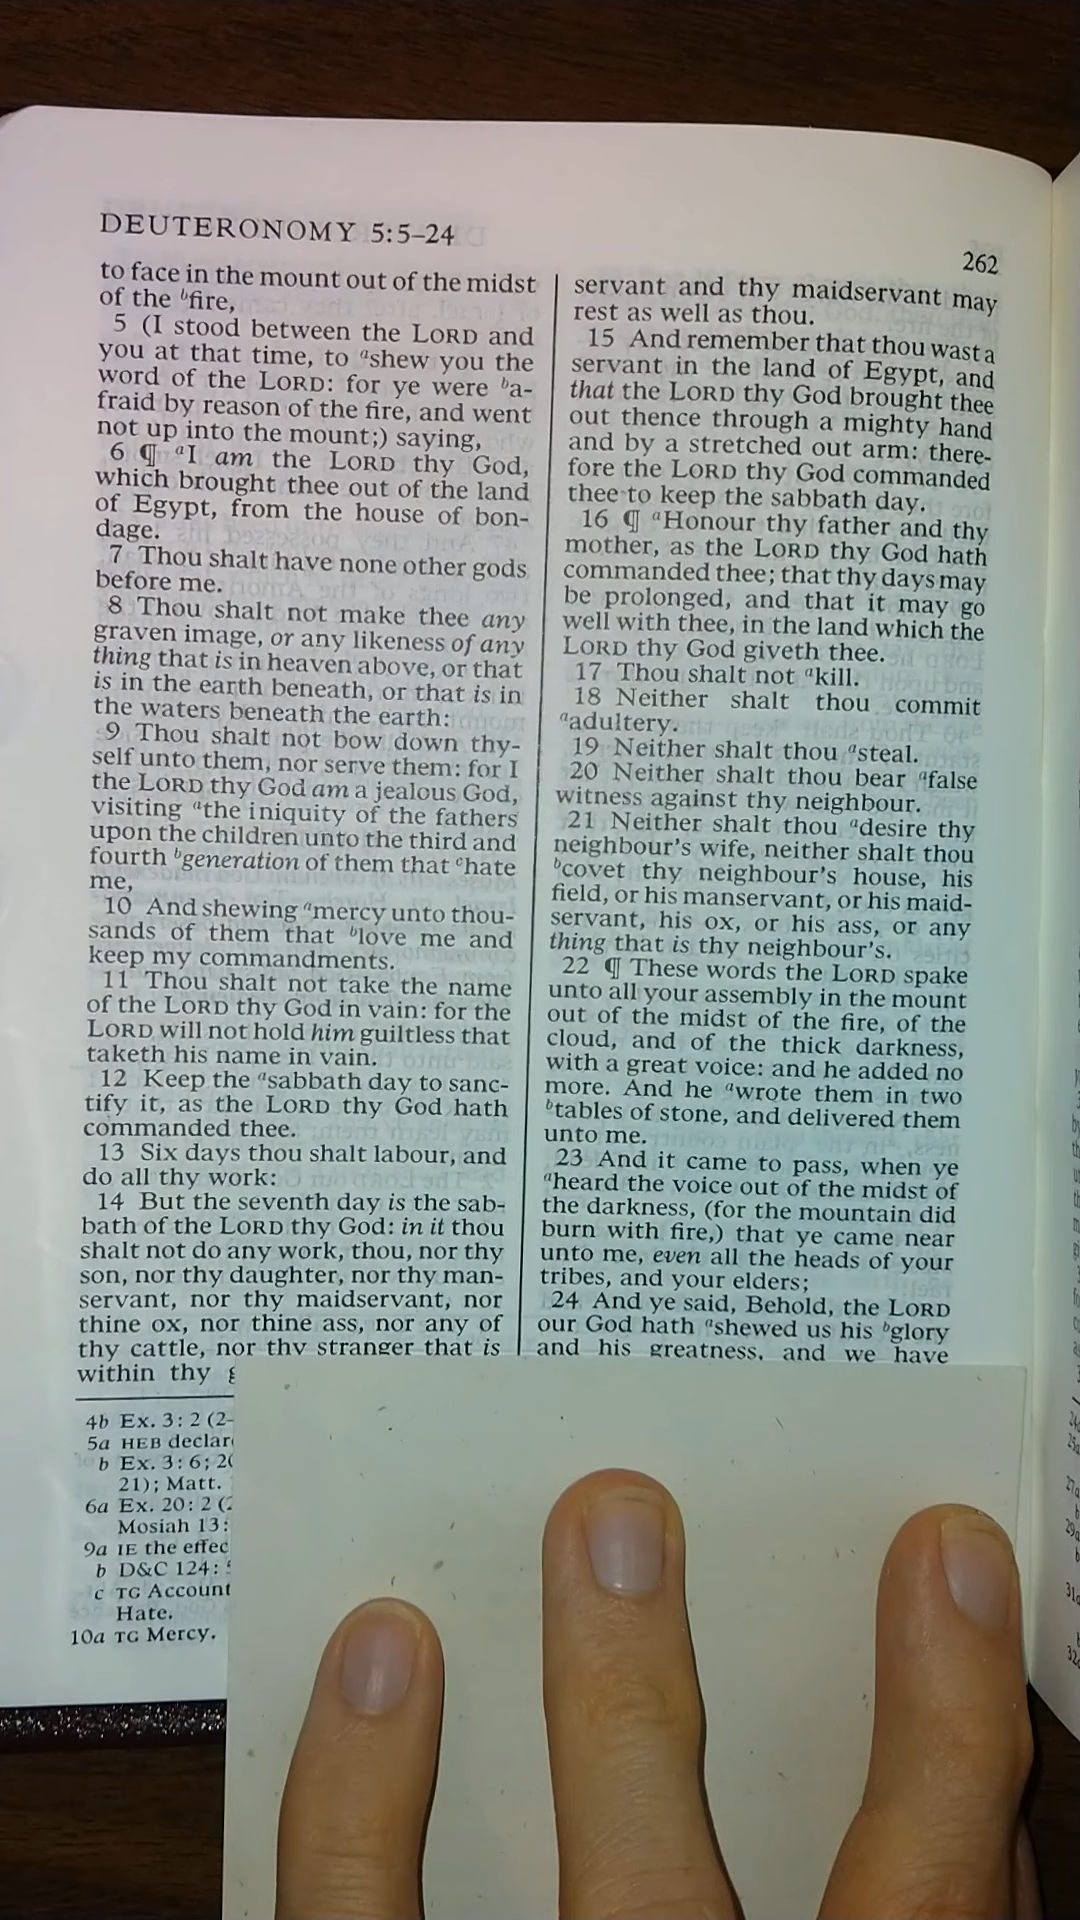 DEUTERONOMY 5:5–24
262
to face in the mount out of the midst
of the ᵇfire,
5 (I stood between the LORD and
you at that time, to ᵃshew you the
word of the LORD: for ye were ᵇa-
fraid by reason of the fire, and went
not up into the mount;) saying,
6 ¶ ᵃI am the LORD thy God,
which brought thee out of the land
of Egypt, from the house of bon-
dage.
7 Thou shalt have none other gods
before me.
8 Thou shalt not make thee any
graven image, or any likeness of any
thing that is in heaven above, or that
is in the earth beneath, or that is in
the waters beneath the earth:
9 Thou shalt not bow down thy-
self unto them, nor serve them: for I
the LORD thy God am a jealous God,
visiting ᵃthe iniquity of the fathers
upon the children unto the third and
fourth ᵇgeneration of them that ᶜhate
me,
10 And shewing ᵃmercy unto thou-
sands of them that ᵇlove me and
keep my commandments.
11 Thou shalt not take the name
of the LORD thy God in vain: for the
LORD will not hold him guiltless that
taketh his name in vain.
12 Keep the ᵃsabbath day to sanc-
tify it, as the LORD thy God hath
commanded thee.
13 Six days thou shalt labour, and
do all thy work:
14 But the seventh day is the sab-
bath of the LORD thy God: in it thou
shalt not do any work, thou, nor thy
son, nor thy daughter, nor thy man-
servant, nor thy maidservant, nor
thine ox, nor thine ass, nor any of
thy cattle, nor thy stranger that is
within thy
servant and thy maidservant may
rest as well as thou.
15 And remember that thou wast a
servant in the land of Egypt, and
that the LORD thy God brought thee
out thence through a mighty hand
and by a stretched out arm: there-
fore the LORD thy God commanded
thee to keep the sabbath day.
16 ¶ ᵃHonour thy father and thy
mother, as the LORD thy God hath
commanded thee; that thy days may
be prolonged, and that it may go
well with thee, in the land which the
LORD thy God giveth thee.
17 Thou shalt not ᵃkill.
18 Neither shalt thou commit
ᵃadultery.
19 Neither shalt thou ᵃsteal.
20 Neither shalt thou bear ᵃfalse
witness against thy neighbour.
21 Neither shalt thou ᵃdesire thy
neighbour's wife, neither shalt thou
ᵇcovet thy neighbour's house, his
field, or his manservant, or his maid-
servant, his ox, or his ass, or any
thing that is thy neighbour's.
22 ¶ These words the LORD spake
unto all your assembly in the mount
out of the midst of the fire, of the
cloud, and of the thick darkness,
with a great voice: and he added no
more. And he ᵃwrote them in two
ᵇtables of stone, and delivered them
unto me.
23 And it came to pass, when ye
ᵃheard the voice out of the midst of
the darkness, (for the mountain did
burn with fire,) that ye came near
unto me, even all the heads of your
tribes, and your elders;
24 And ye said, Behold, the LORD
our God hath ᵃshewed us his ᵇglory
and his greatness, and we have
4b Ex. 3: 2 (2–
5a HEB declar
b Ex. 3: 6;
21); Matt.
6a Ex. 20: 2
Mosiah 13:
9a IE the effec
b D&C 124:
c TG Account
Hate.
10a TG Mercy.